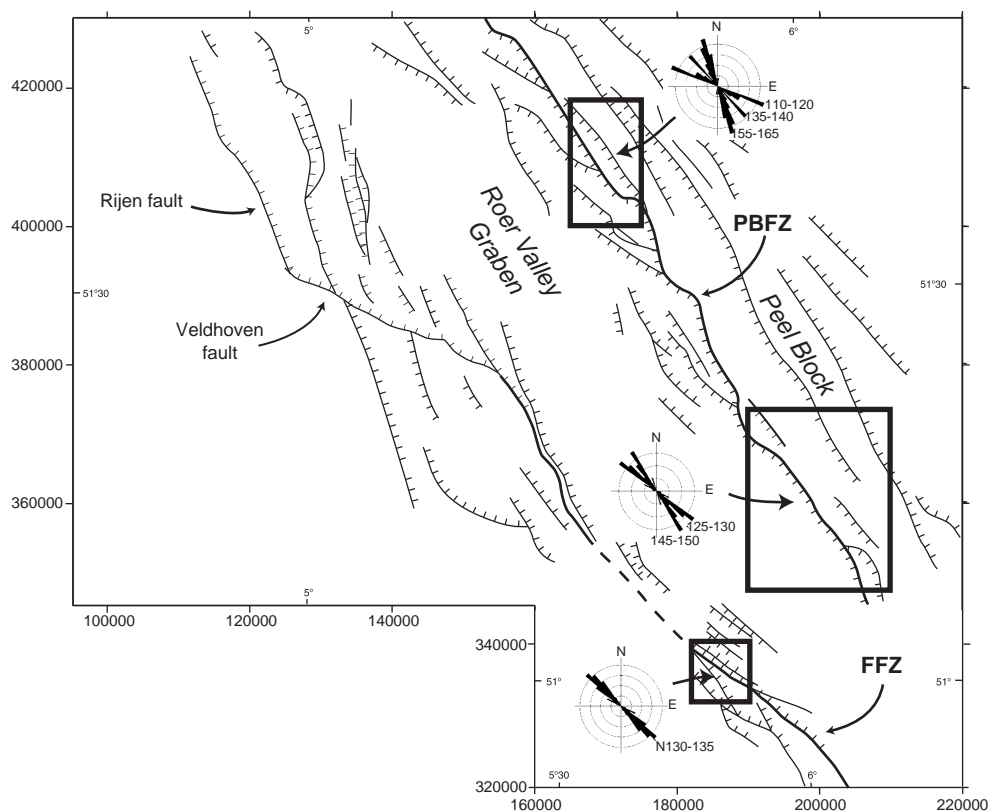 5°
6°
N
E
110-120
135-140
155-165
420000
400000
380000
360000
Rijen fault
Veldhoven
fault
51°30
51°30
Roer Valley
Graben
PBFZ
Peel Block
N
E
125-130
145-150
5°
100000
120000
140000
340000
320000
51°
51°
N
E
N130-135
FFZ
5°30
6°
160000
180000
200000
220000